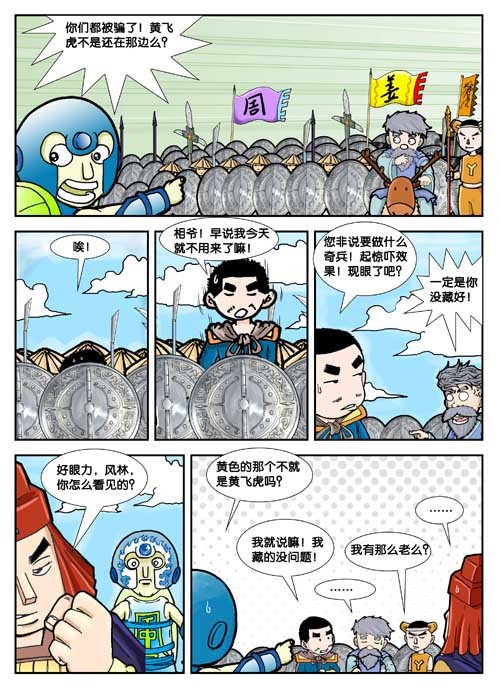 你们都被骗了！黄飞
虎不是还在那边么？
周
姜
Y
唉！
相爷！早说我今天
就不用来了嘛！
您非说要做什么
奇兵！起惊吓效
果！现眼了吧？
一定是你
没藏好！
好眼力，风林，
你怎么看见的？
黄色的那个不就
是黄飞虎吗？
我就说嘛！我
藏的没问题！
……
我有那么老么？
……